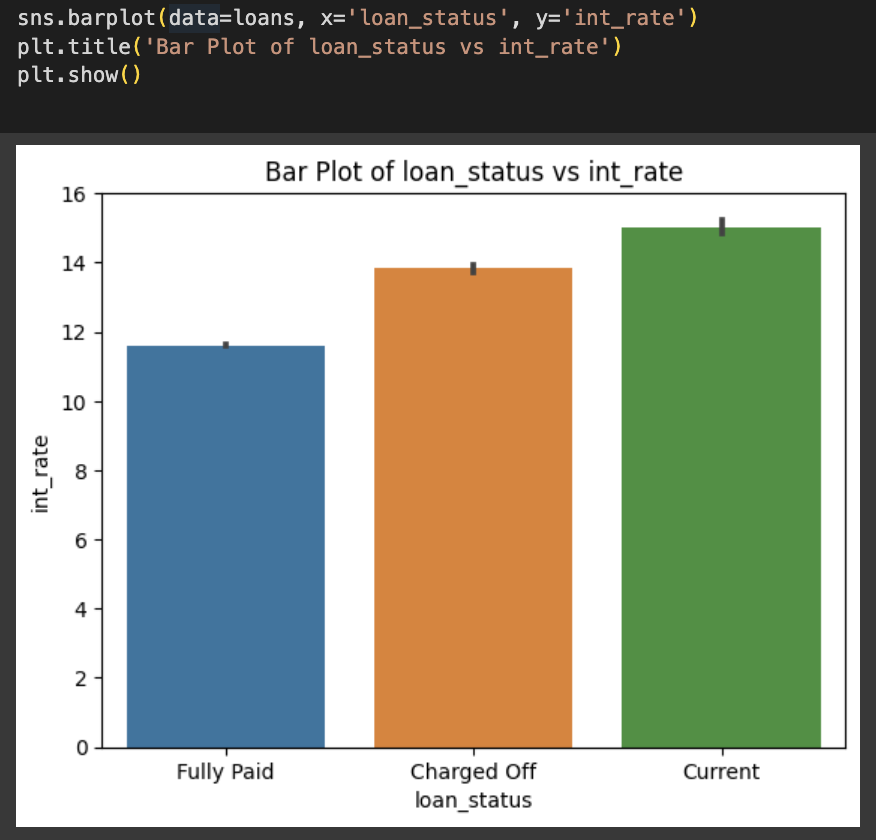 sns.barplot(data=loans, x='loan_status', y='int_rate')
plt.title('Bar Plot of loan_status vs int_rate')
plt.show()
Bar Plot of loan_status vs int_rate
16
14
12
10
8
6
4
2
0
int_rate
Fully Paid Charged Off Current
loan_status